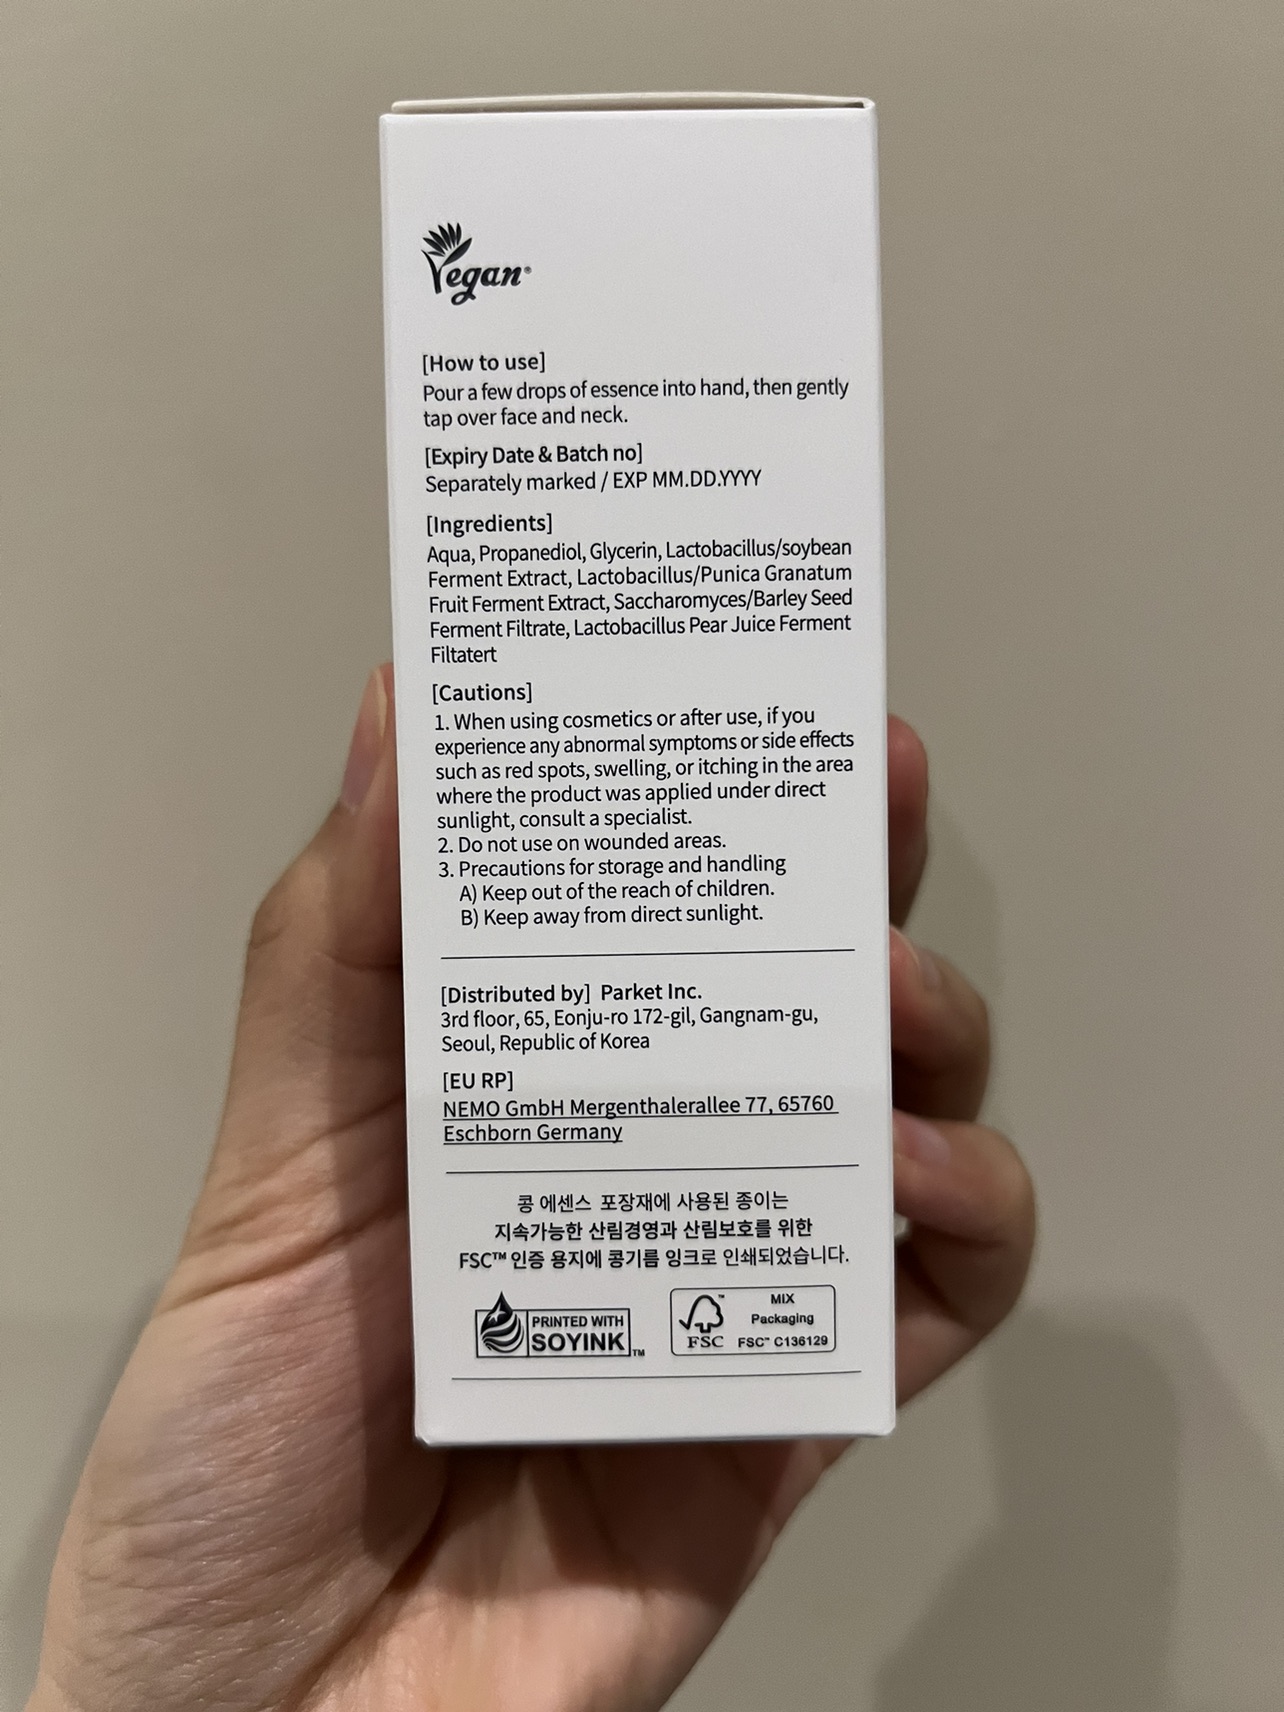 Vegan®
[How to use]
Pour a few drops of essence into hand, then gently
tap over face and neck.
[Expiry Date & Batch no]
Separately marked / EXP MM.DD.YYYY
[Ingredients]
Aqua, Propanediol, Glycerin, Lactobacillus/soybean
Ferment Extract, Lactobacillus/Punica Granatum
Fruit Ferment Extract, Saccharomyces/Barley Seed
Ferment Filtrate, Lactobacillus Pear Juice Ferment
Filtatert
[Cautions]
1. When using cosmetics or after use, if you
experience any abnormal symptoms or side effects
such as red spots, swelling, or itching in the area
where the product was applied under direct
sunlight, consult a specialist.
2. Do not use on wounded areas.
3. Precautions for storage and handling
A) Keep out of the reach of children.
B) Keep away from direct sunlight.
[Distributed by] Parket Inc.
3rd floor, 65, Eonju-ro 172-gil, Gangnam-gu,
Seoul, Republic of Korea
[EU RP]
NEMO GmbH Mergenthalerallee 77, 65760
Eschborn Germany
콩 에센스 포장재에 사용된 종이는
지속가능한 산림경영과 산림보호를 위한
FSC™ 인증 용지에 콩기름 잉크로 인쇄되었습니다.
PRINTED WITH
SOYINK™
FSC™
MIX
Packaging
FSC™ C136129